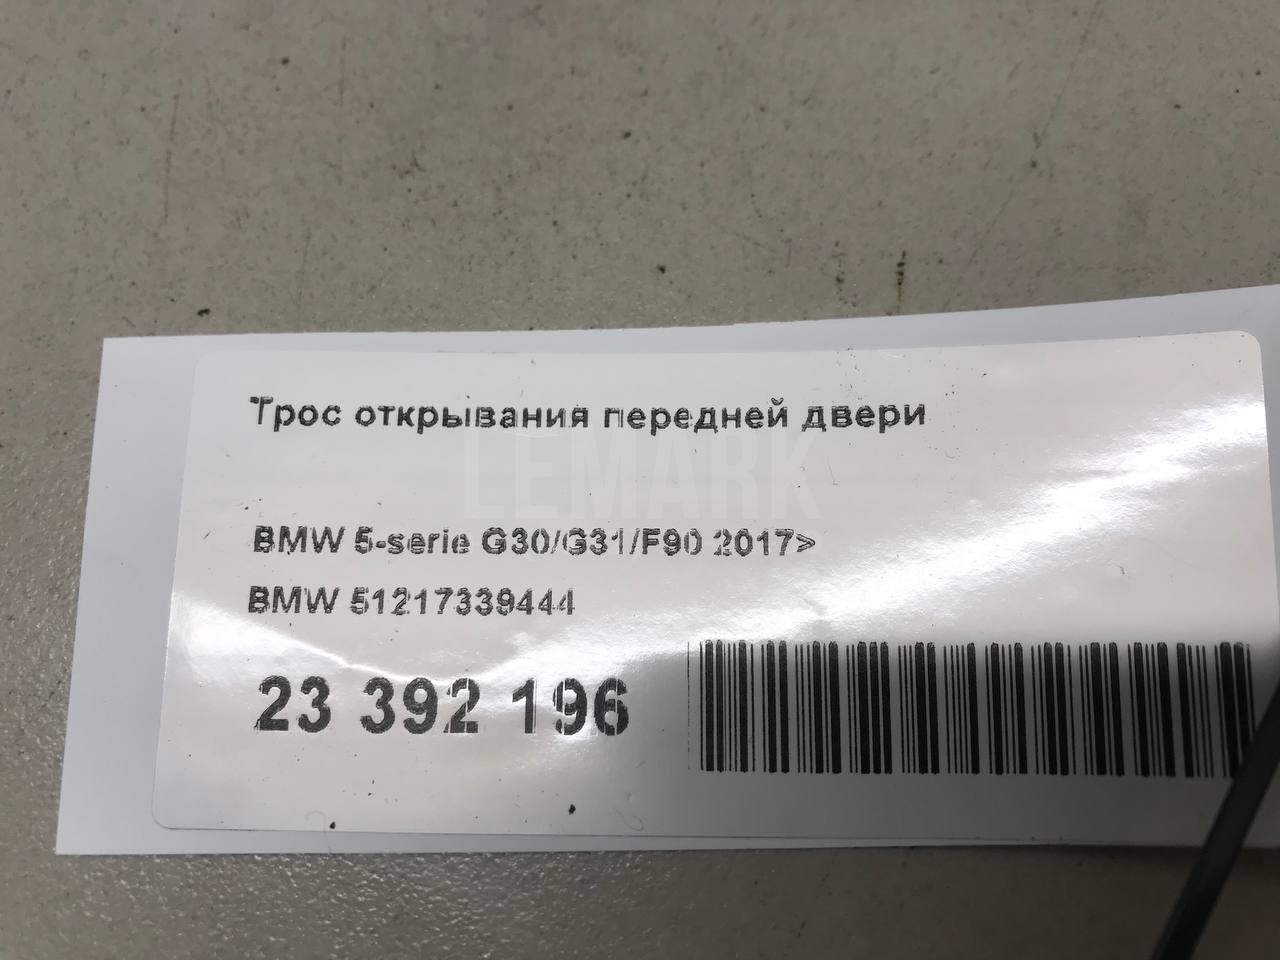 Трос открывания передней двери
LEMARK
BMW 5-serie G30/G31/F90 2017>
BMW 51217339444
23 392 196